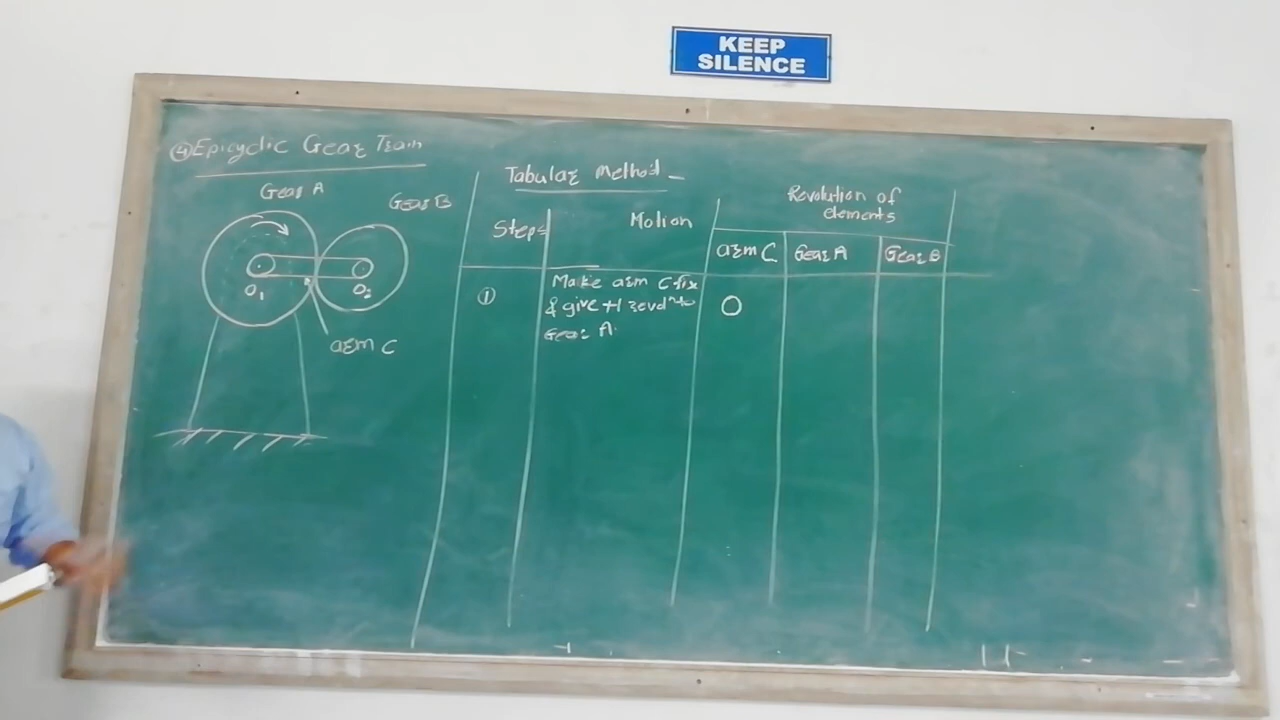 KEEP
SILENCE
④ Epicyclic Gear Train
Gear A
Gear B
O1
O2
arm C
Tabular Method
Steps
Motion
Revolution of
elements
arm C
Gear A
Gear B
①
Make arm C fix
& give +1 revolⁿ to
Gear A.
0